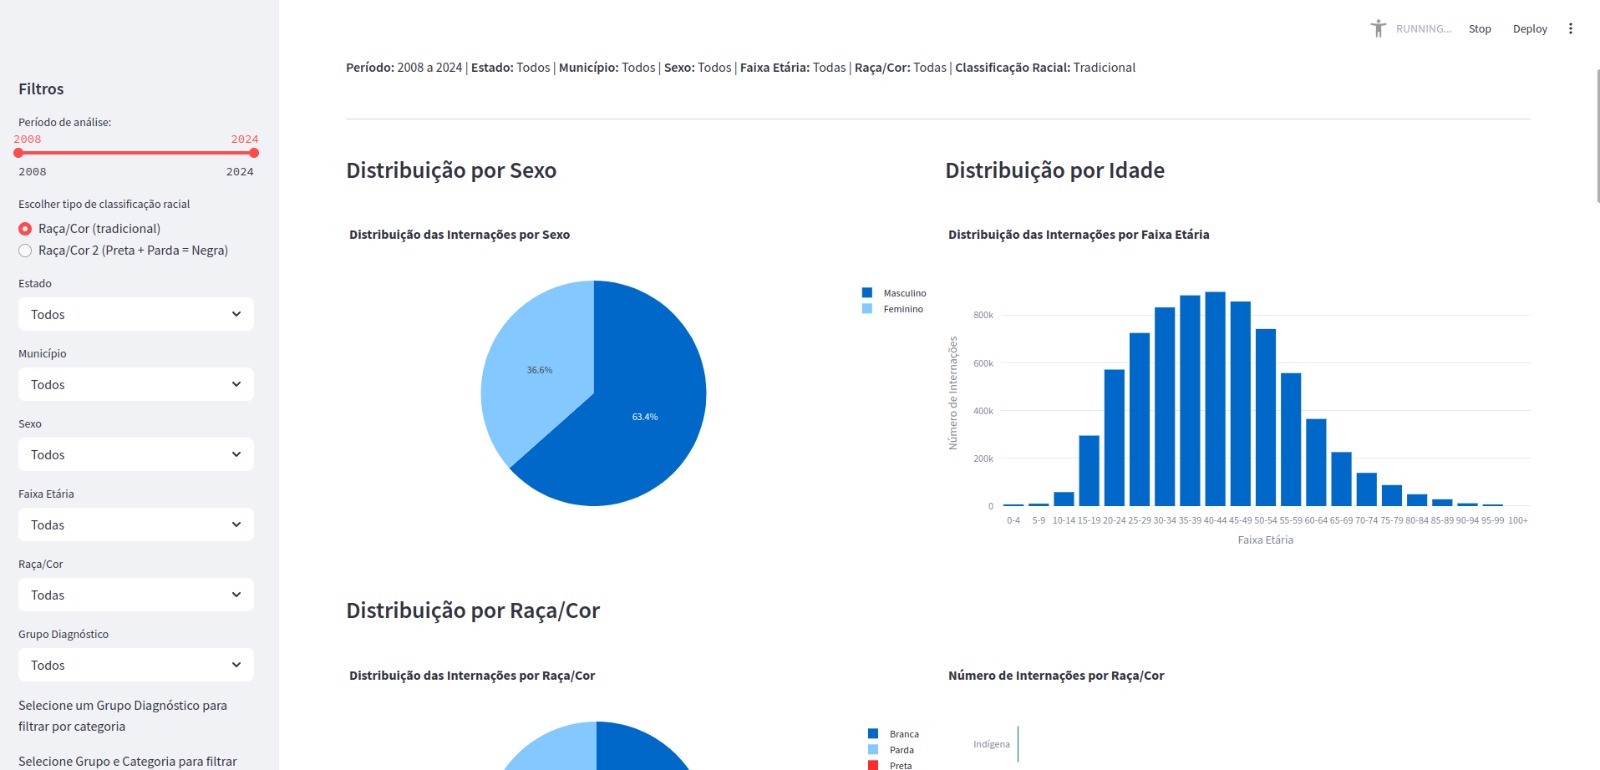 RUNNING...
Stop
Deploy
Filtros
Período de análise:
2008
2024
2008
2024
Escolher tipo de classificação racial
Raça/Cor (tradicional)
Raça/Cor 2 (Preta + Parda = Negra)
Estado
Todos
Município
Todos
Sexo
Todos
Faixa Etária
Todas
Raça/Cor
Todas
Grupo Diagnóstico
Todos
Selecione um Grupo Diagnóstico para
filtrar por categoria
Selecione Grupo e Categoria para filtrar
Período: 2008 a 2024 | Estado: Todos | Município: Todos | Sexo: Todos | Faixa Etária: Todas | Raça/Cor: Todas | Classificação Racial: Tradicional
Distribuição por Sexo
Distribuição das Internações por Sexo
Masculino
Feminino
36.6%
63.4%
Distribuição por Idade
Distribuição das Internações por Faixa Etária
Número de Internações
800k
600k
400k
200k
0
0-4 5-9 10-14 15-19 20-24 25-29 30-34 35-39 40-44 45-49 50-54 55-59 60-64 65-69 70-74 75-79 80-84 85-89 90-94 95-99 100+
Faixa Etária
Distribuição por Raça/Cor
Distribuição das Internações por Raça/Cor
Branca
Parda
Preta
Número de Internações por Raça/Cor
Indígena